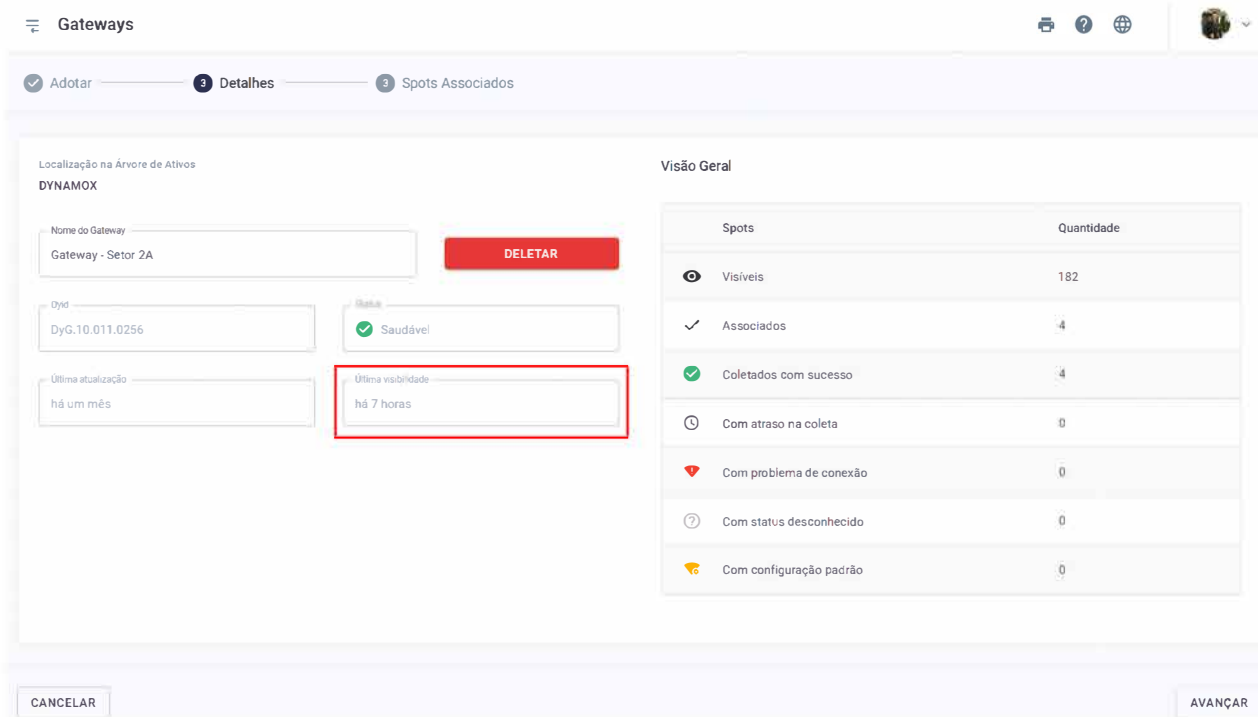 Gateways
Adotar
3 Detalhes
3 Spots Associados
Localização na Árvore de Ativos
DYNAMOX
Nome do Gateway
Gateway - Setor 2A
DELETAR
Dyid
DyG.10.011.0256
Status
Saudável
Última atualização
há um mês
Última visibilidade
há 7 horas
Visão Geral
Spots Quantidade
Visíveis 182
Associados 4
Coletados com sucesso 4
Com atraso na coleta 0
Com problema de conexão 0
Com status desconhecido 0
Com configuração padrão 0
CANCELAR
AVANÇAR